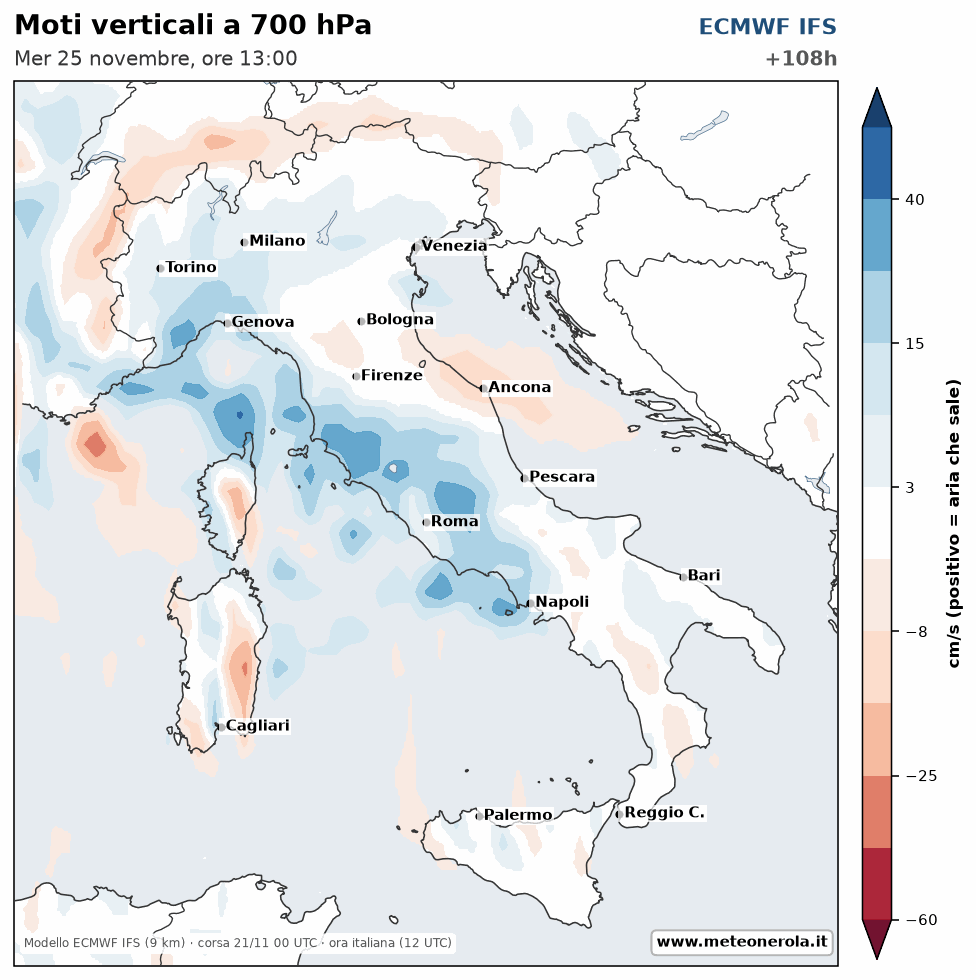 Moti verticali a 700 hPa
ECMWF IFS
Mer 25 novembre, ore 13:00
+108h
Milano
Venezia
Torino
Genova
Bologna
Firenze
Ancona
Pescara
Roma
Bari
Napoli
Cagliari
Palermo
Reggio C.
40
15
3
−8
−25
−60
cm/s (positivo = aria che sale)
Modello ECMWF IFS (9 km) · corsa 21/11 00 UTC · ora italiana (12 UTC)
www.meteonerola.it